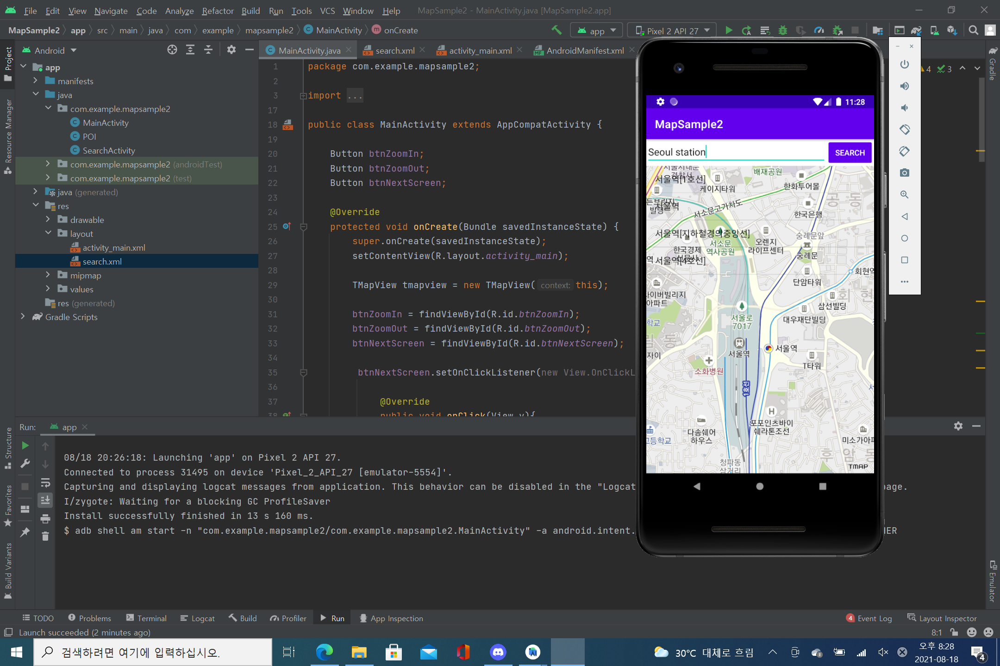 File Edit View Navigate Code Analyze Refactor Build Run Tools VCS Window Help MapSample2 - MainActivity.java [MapSample2.app]
MapSample2 app src main java com example mapsample2 MainActivity onCreate app Pixel 2 API 27
Android
MainActivity.java search.xml activity_main.xml AndroidManifest.xml
Project
Resource Manager
Structure
Favorites
Build Variants
Gradle
Emulator
app
manifests
java
com.example.mapsample2
MainActivity
POI
SearchActivity
com.example.mapsample2 (androidTest)
com.example.mapsample2 (test)
java (generated)
res
drawable
layout
activity_main.xml
search.xml
mipmap
values
res (generated)
Gradle Scripts
4 3
1 package com.example.mapsample2;
2
3 import ...
17
18 public class MainActivity extends AppCompatActivity {
19
20 Button btnZoomIn;
21 Button btnZoomOut;
22 Button btnNextScreen;
23
24 @Override
25 protected void onCreate(Bundle savedInstanceState) {
26 super.onCreate(savedInstanceState);
27 setContentView(R.layout.activity_main);
28
29 TMapView tmapview = new TMapView( context: this);
30
31 btnZoomIn = findViewById(R.id.btnZoomIn);
32 btnZoomOut = findViewById(R.id.btnZoomOut);
33 btnNextScreen = findViewById(R.id.btnNextScreen);
34
35 btnNextScreen.setOnClickListener(new View.OnClickL
36
37 @Override
38 public void onClick(View v){
11:28
MapSample2
Seoul station SEARCH
서울역[1호선]
배재공원
케이지타워
한화투어몰
서울역
서소문고가차도
한국은행
서울역[지하철경의중앙선]
서소문
역사공원
오렌지
라이프센터
숭례문앞
숭례문
한국경제
서울역[4호선]
회현역
단암타워
사이버빌리지
아파트
삼선빌딩
대우재단빌딩
서울로
7017
학교
자이
서울역
서울역
T타워
소화병원
1호선
포포인츠바이
쉐라톤조선
다솜쉐어
하우스
고등학교
미소가아파
후암동
청파동
삼거리
TMAP
Run: app
08/18 20:26:18: Launching 'app' on Pixel 2 API 27.
Connected to process 31495 on device 'Pixel_2_API_27 [emulator-5554]'.
Capturing and displaying logcat messages from application. This behavior can be disabled in the "Logcat page.
I/zygote: Waiting for a blocking GC ProfileSaver
Install successfully finished in 13 s 160 ms.
$ adb shell am start -n "com.example.mapsample2/com.example.mapsample2.MainActivity" -a android.intent. HER
TODO Problems Terminal Logcat Build Profiler Run App Inspection 4 Event Log Layout Inspector
Launch succeeded (2 minutes ago) 8:1
검색하려면 여기에 입력하십시오. 30°C 대체로 흐림 오후 8:28
2021-08-18 4